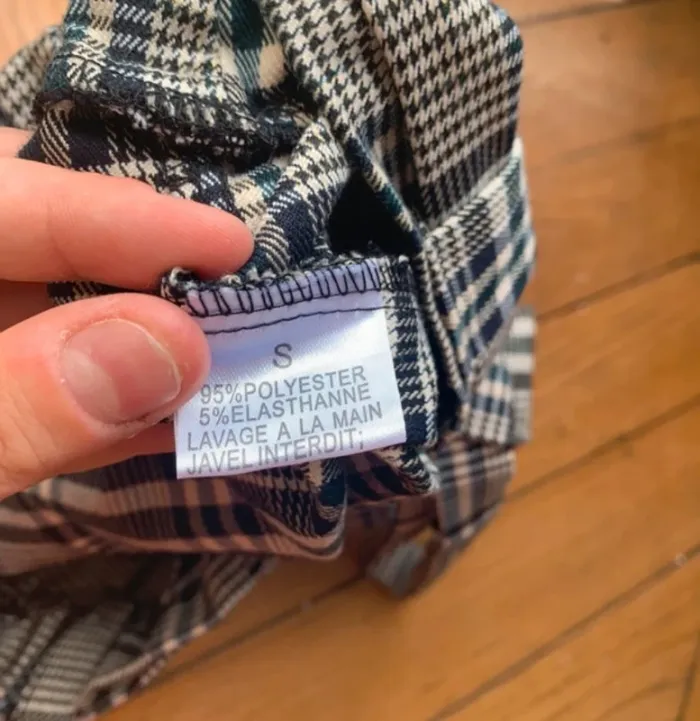 S
95%POLYESTER
5%ELASTHANNE
LAVAGE A LA MAIN
JAVEL INTERDIT;